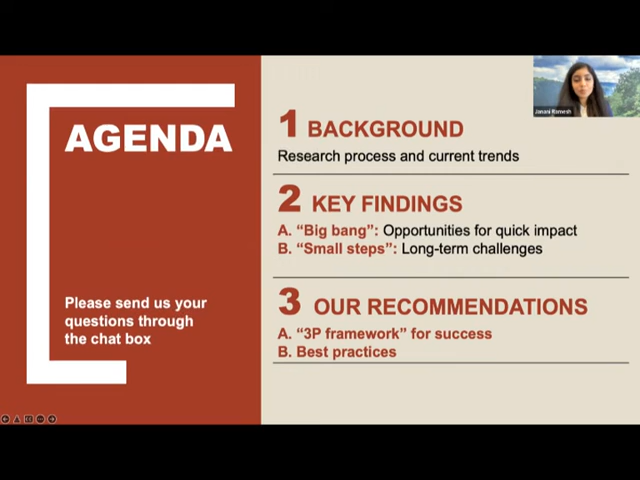 Janani Ramesh
AGENDA
Please send us your
questions through
the chat box
1 BACKGROUND
Research process and current trends
2 KEY FINDINGS
A. “Big bang”: Opportunities for quick impact
B. “Small steps”: Long-term challenges
3 OUR RECOMMENDATIONS
A. “3P framework” for success
B. Best practices